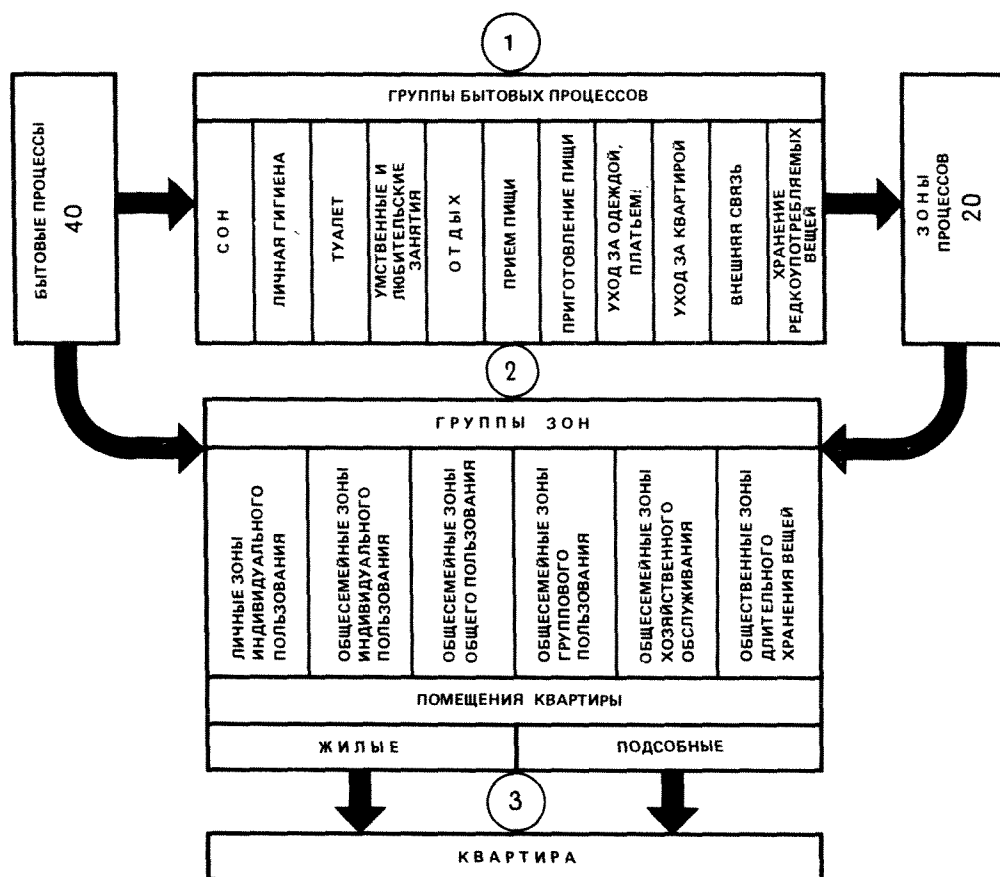 1
ГРУППЫ БЫТОВЫХ ПРОЦЕССОВ
БЫТОВЫЕ ПРОЦЕССЫ
40
СОН
ЛИЧНАЯ ГИГИЕНА
ТУАЛЕТ
УМСТВЕННЫЕ И
ЛЮБИТЕЛЬСКИЕ
ЗАНЯТИЯ
ОТДЫХ
ПРИЕМ ПИЩИ
ПРИГОТОВЛЕНИЕ ПИЩИ
УХОД ЗА ОДЕЖДОЙ,
ПЛАТЬЕМ!
УХОД ЗА КВАРТИРОЙ
ВНЕШНЯЯ СВЯЗЬ
ХРАНЕНИЕ
РЕДКОУПОТРЕБЛЯЕМЫХ
ВЕЩЕЙ
ЗОНЫ
ПРОЦЕССОВ
20
2
ГРУППЫ ЗОН
ЛИЧНЫЕ ЗОНЫ
ИНДИВИДУАЛЬНОГО
ПОЛЬЗОВАНИЯ
ОБЩЕСЕМЕЙНЫЕ ЗОНЫ
ИНДИВИДУАЛЬНОГО
ПОЛЬЗОВАНИЯ
ОБЩЕСЕМЕЙНЫЕ ЗОНЫ
ОБЩЕГО ПОЛЬЗОВАНИЯ
ОБЩЕСЕМЕЙНЫЕ ЗОНЫ
ГРУППОВОГО
ПОЛЬЗОВАНИЯ
ОБЩЕСЕМЕЙНЫЕ ЗОНЫ
ХОЗЯЙСТВЕННОГО
ОБСЛУЖИВАНИЯ
ОБЩЕСТВЕННЫЕ ЗОНЫ
ДЛИТЕЛЬНОГО
ХРАНЕНИЯ ВЕЩЕЙ
ПОМЕЩЕНИЯ КВАРТИРЫ
ЖИЛЫЕ
ПОДСОБНЫЕ
3
КВАРТИРА